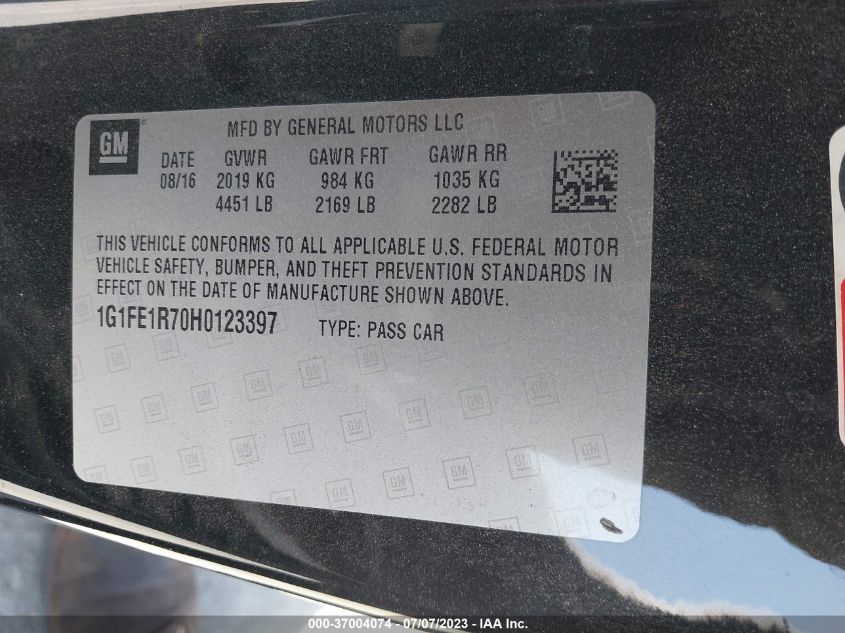 GM
MFD BY GENERAL MOTORS LLC
DATE GVWR GAWR FRT GAWR RR
08/16 2019 KG 984 KG 1035 KG
4451 LB 2169 LB 2282 LB
THIS VEHICLE CONFORMS TO ALL APPLICABLE U.S. FEDERAL MOTOR
VEHICLE SAFETY, BUMPER, AND THEFT PREVENTION STANDARDS IN
EFFECT ON THE DATE OF MANUFACTURE SHOWN ABOVE.
1G1FE1R70H0123397 TYPE: PASS CAR
000-37004074 - 07/07/2023 - IAA Inc.